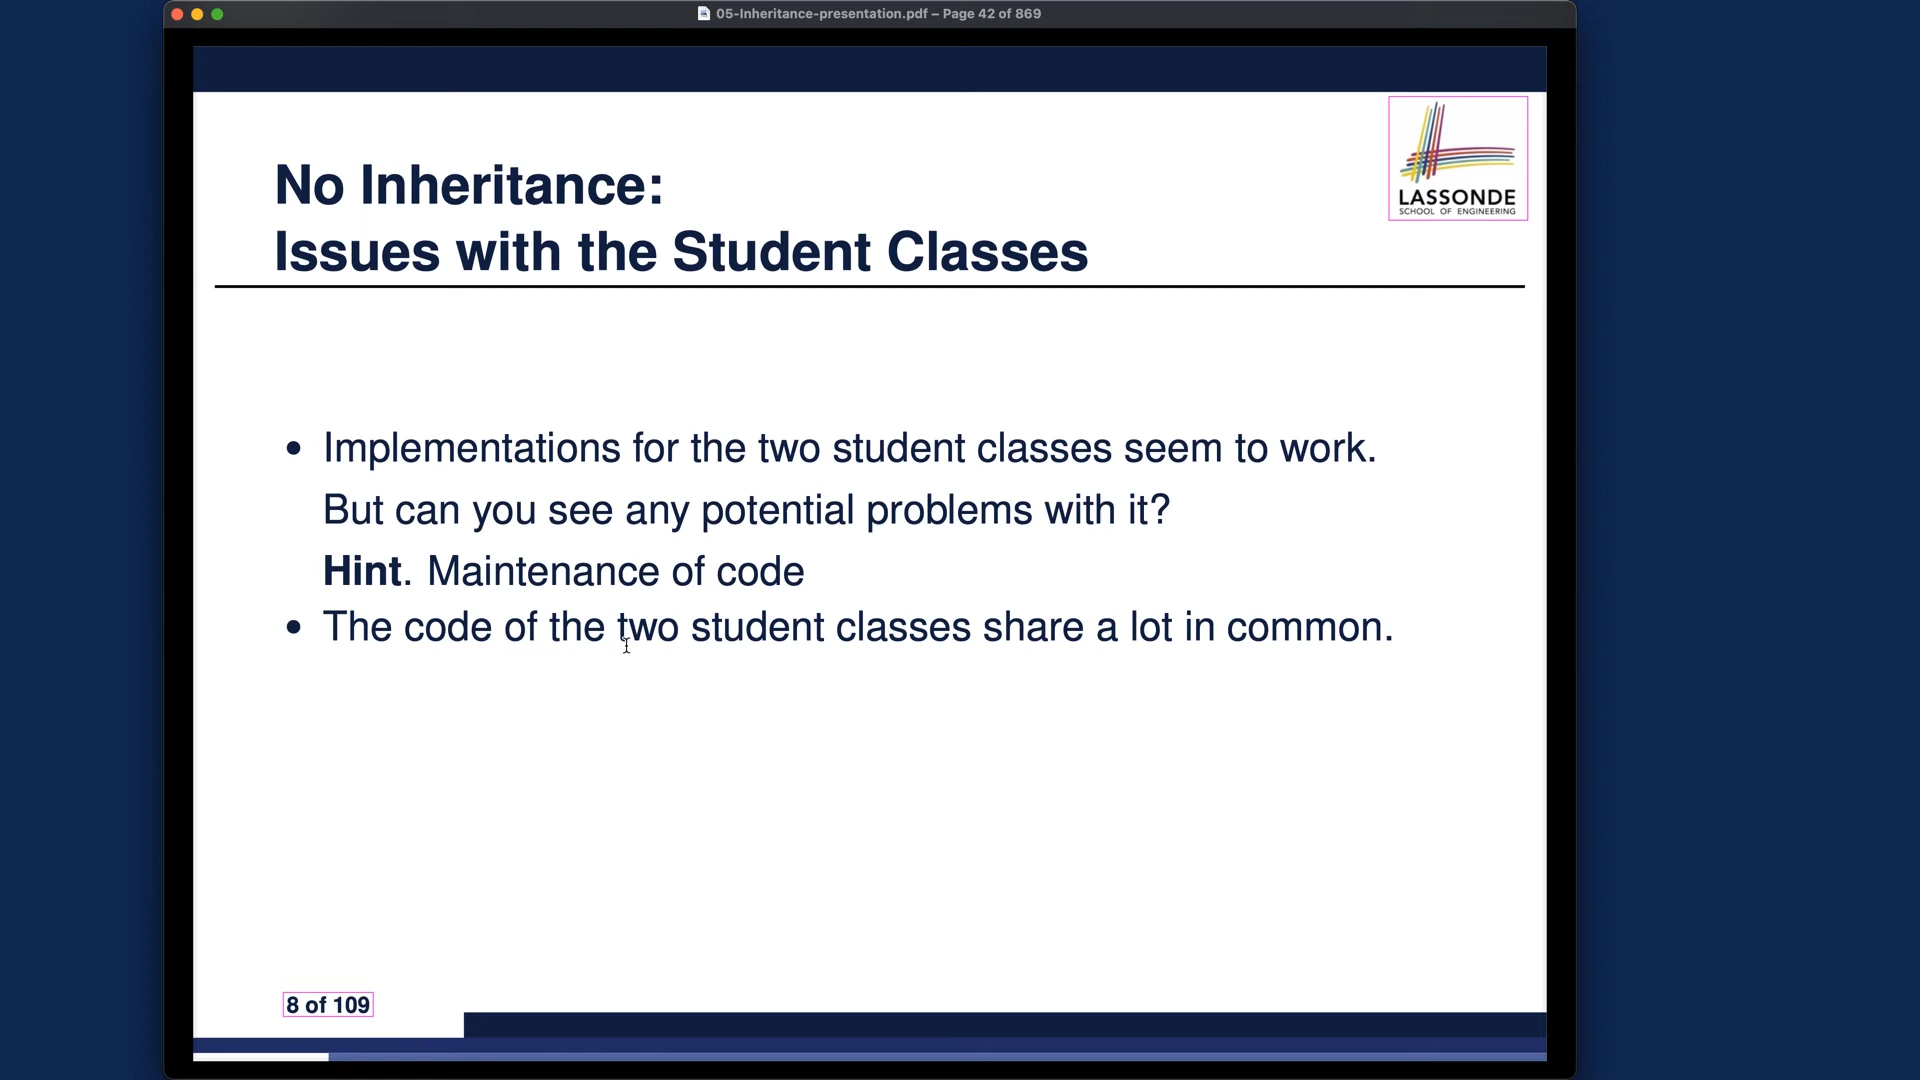 05-Inheritance-presentation.pdf – Page 42 of 869
LASSONDE
SCHOOL OF ENGINEERING
No Inheritance:
Issues with the Student Classes
• Implementations for the two student classes seem to work.
But can you see any potential problems with it?
Hint. Maintenance of code
• The code of the two student classes share a lot in common.
8 of 109